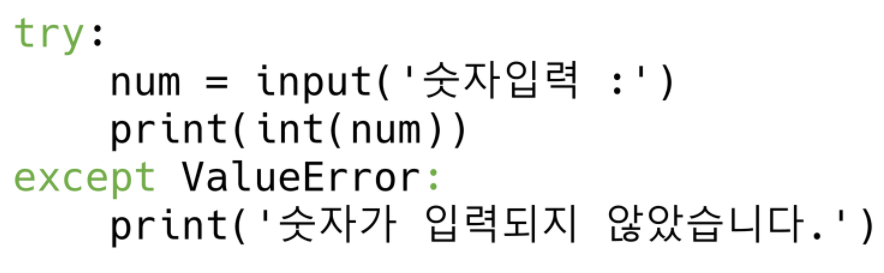 try:
    num = input('숫자입력 :')
    print(int(num))
except ValueError:
    print('숫자가 입력되지 않았습니다.')